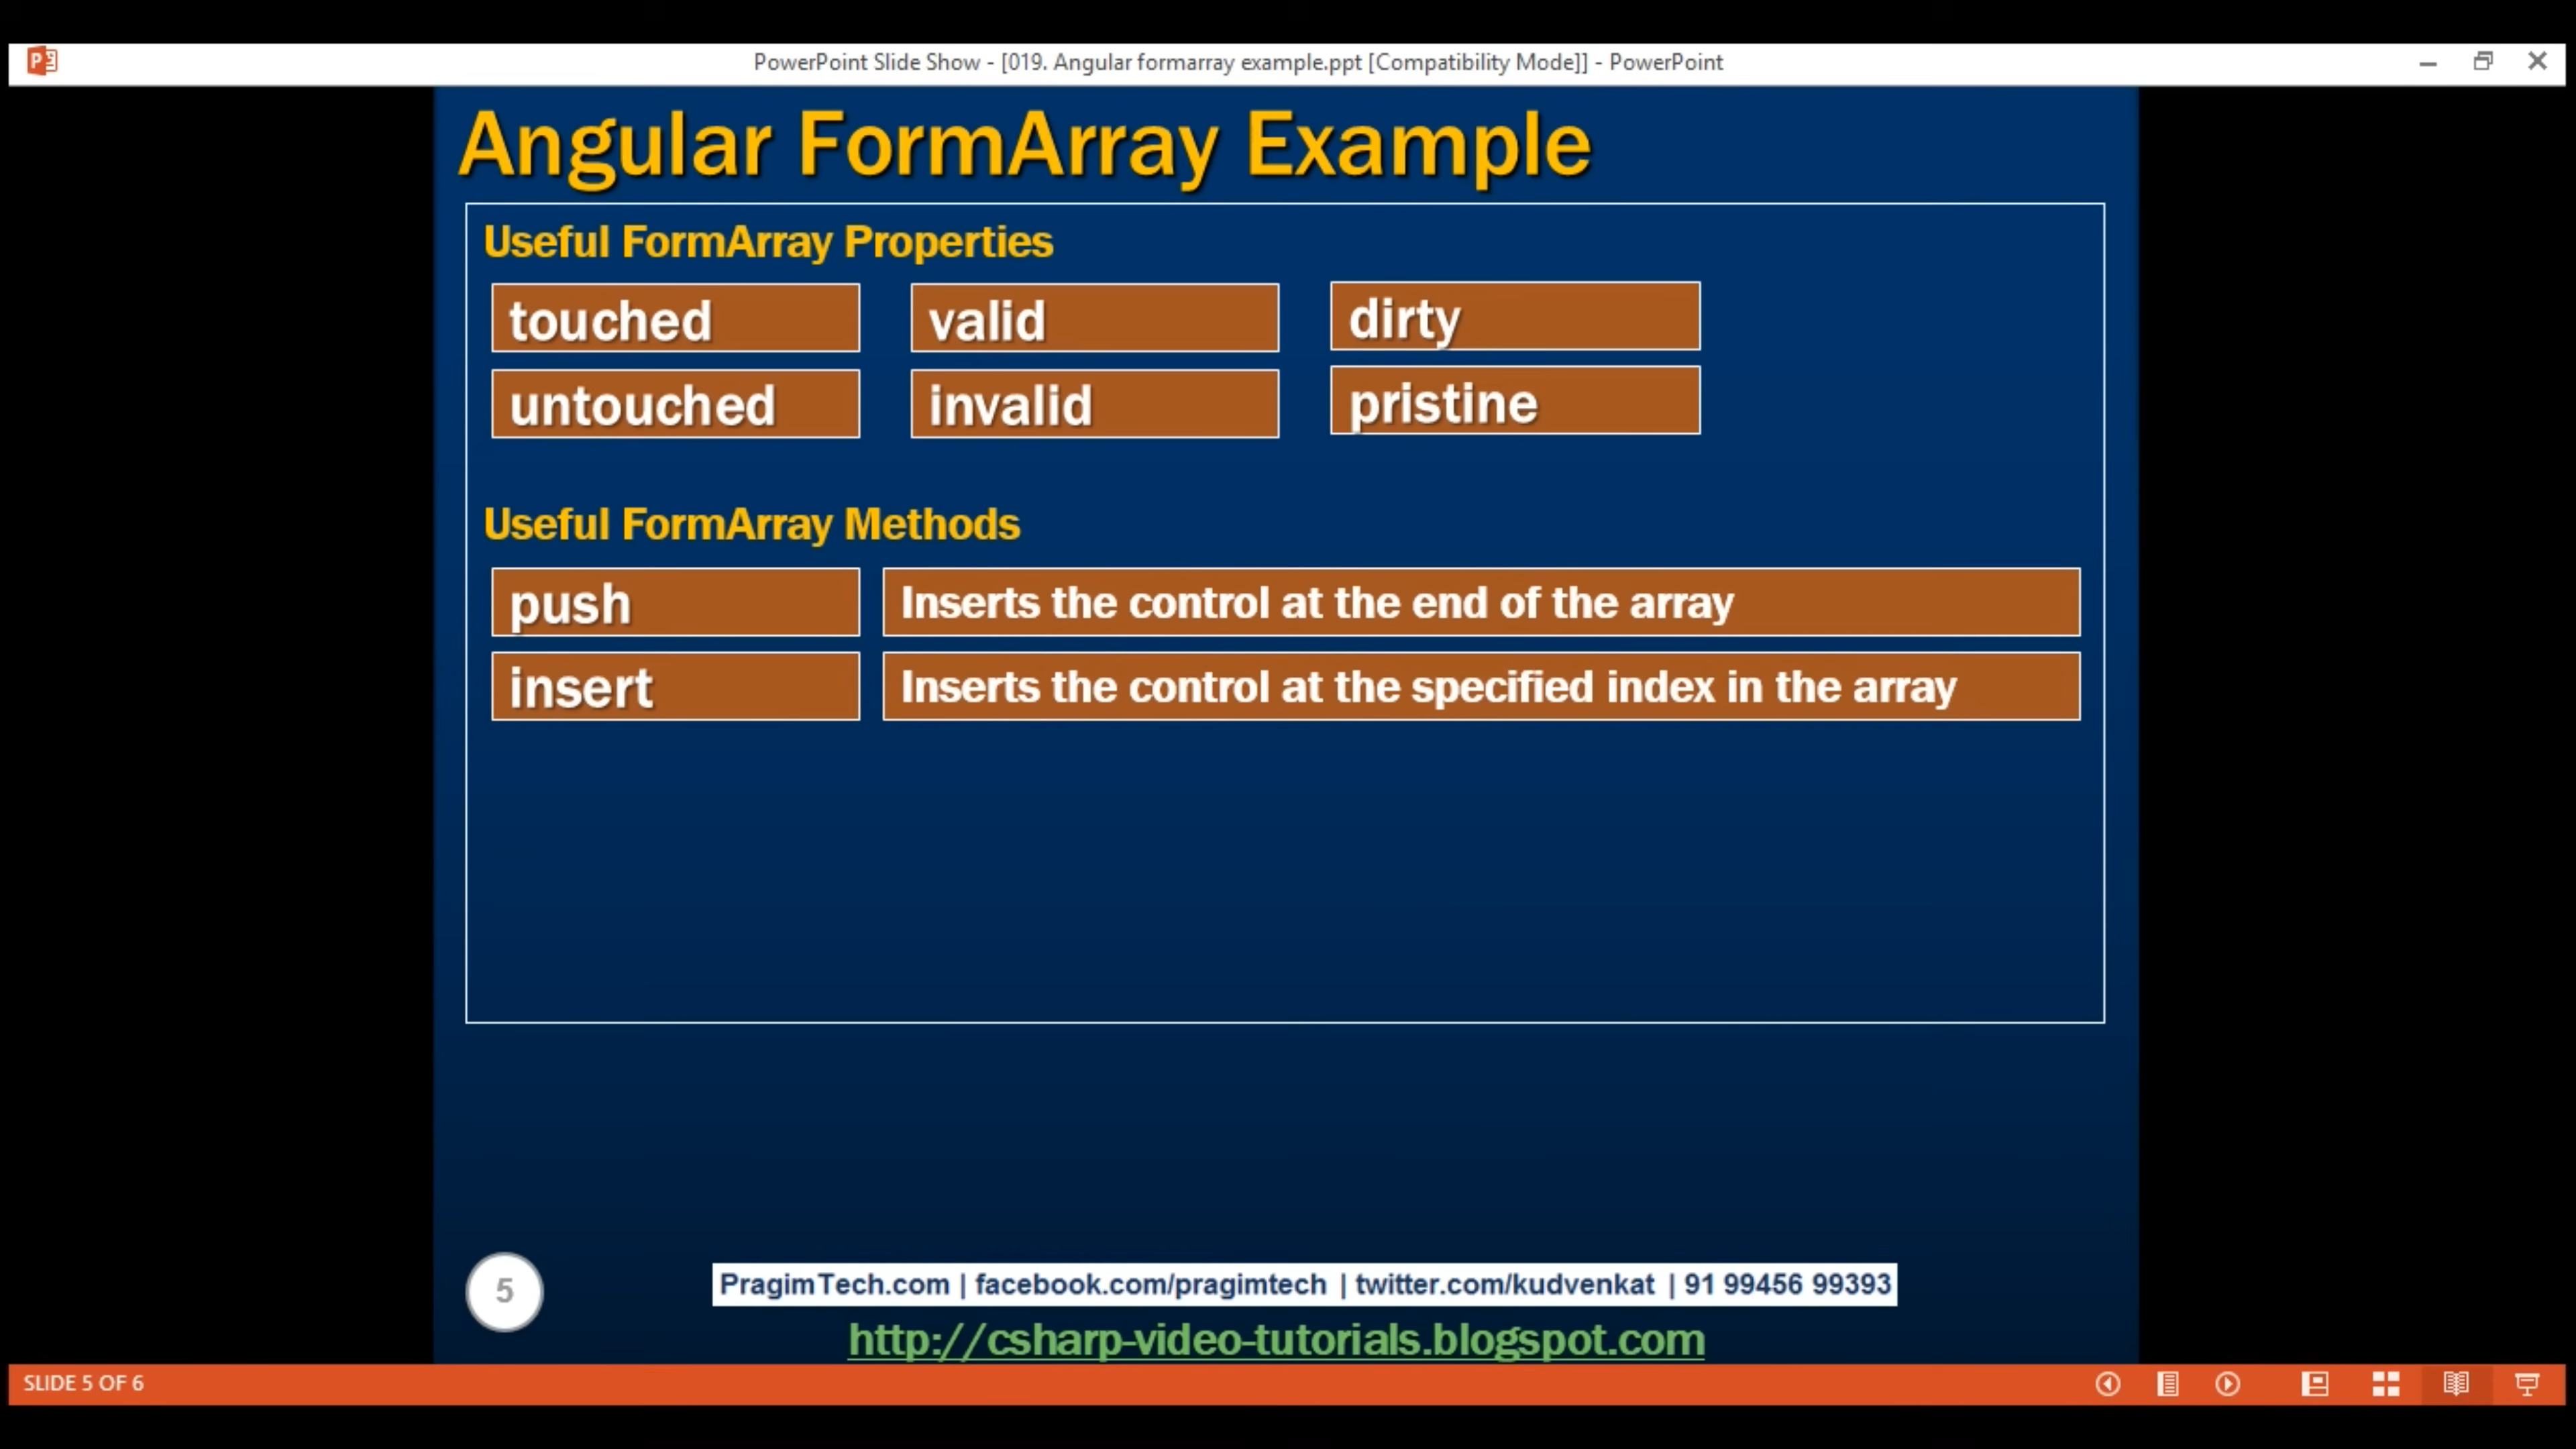 PowerPoint Slide Show - [019. Angular formarray example.ppt [Compatibility Mode]] - PowerPoint
Angular FormArray Example
Useful FormArray Properties
touched valid dirty
untouched invalid pristine
Useful FormArray Methods
push Inserts the control at the end of the array
insert Inserts the control at the specified index in the array
5
PragimTech.com | facebook.com/pragimtech | twitter.com/kudvenkat | 91 99456 99393
http://csharp-video-tutorials.blogspot.com
SLIDE 5 OF 6